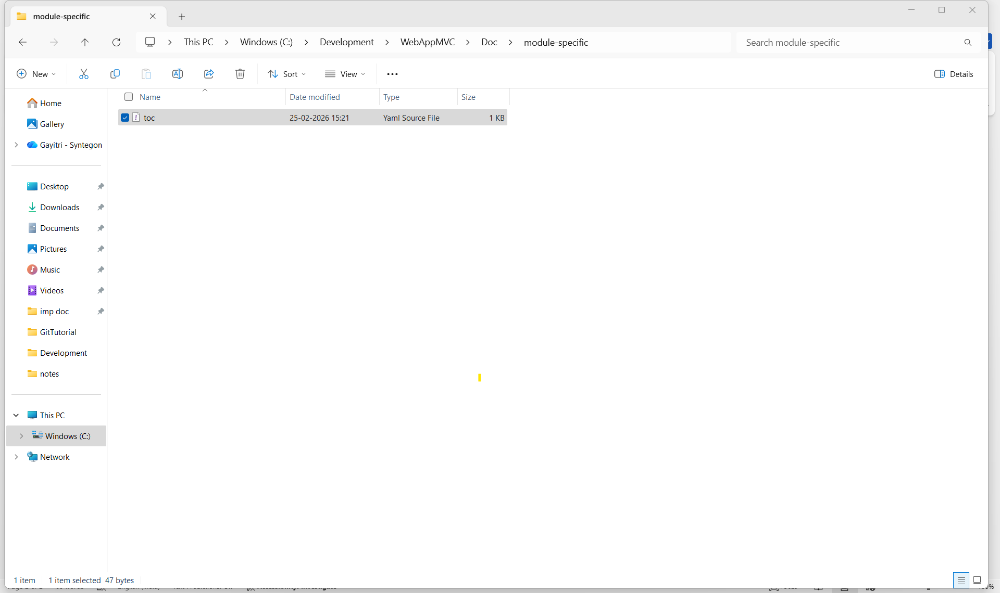 module-specific
This PC > Windows (C:) > Development > WebAppMVC > Doc > module-specific
Search module-specific
New
Sort
View
Details
Name Date modified Type Size
toc 25-02-2026 15:21 Yaml Source File 1 KB
Home
Gallery
Gayitri - Syntegon
Desktop
Downloads
Documents
Pictures
Music
Videos
imp doc
GitTutorial
Development
notes
This PC
Windows (C:)
Network
1 item 1 item selected 47 bytes